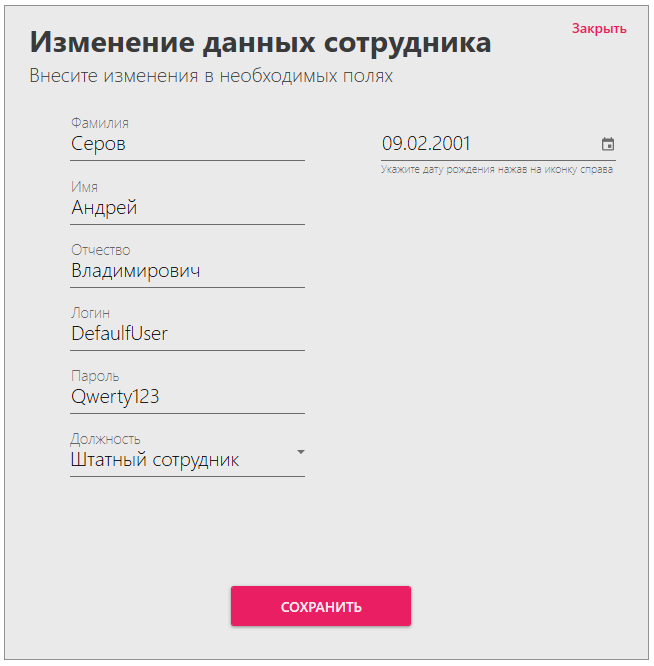 Закрыть
Изменение данных сотрудника
Внесите изменения в необходимых полях
Фамилия
Серов
09.02.2001
Укажите дату рождения нажав на иконку справа
Имя
Андрей
Отчество
Владимирович
Логин
DefaulfUser
Пароль
Qwerty123
Должность
Штатный сотрудник
СОХРАНИТЬ